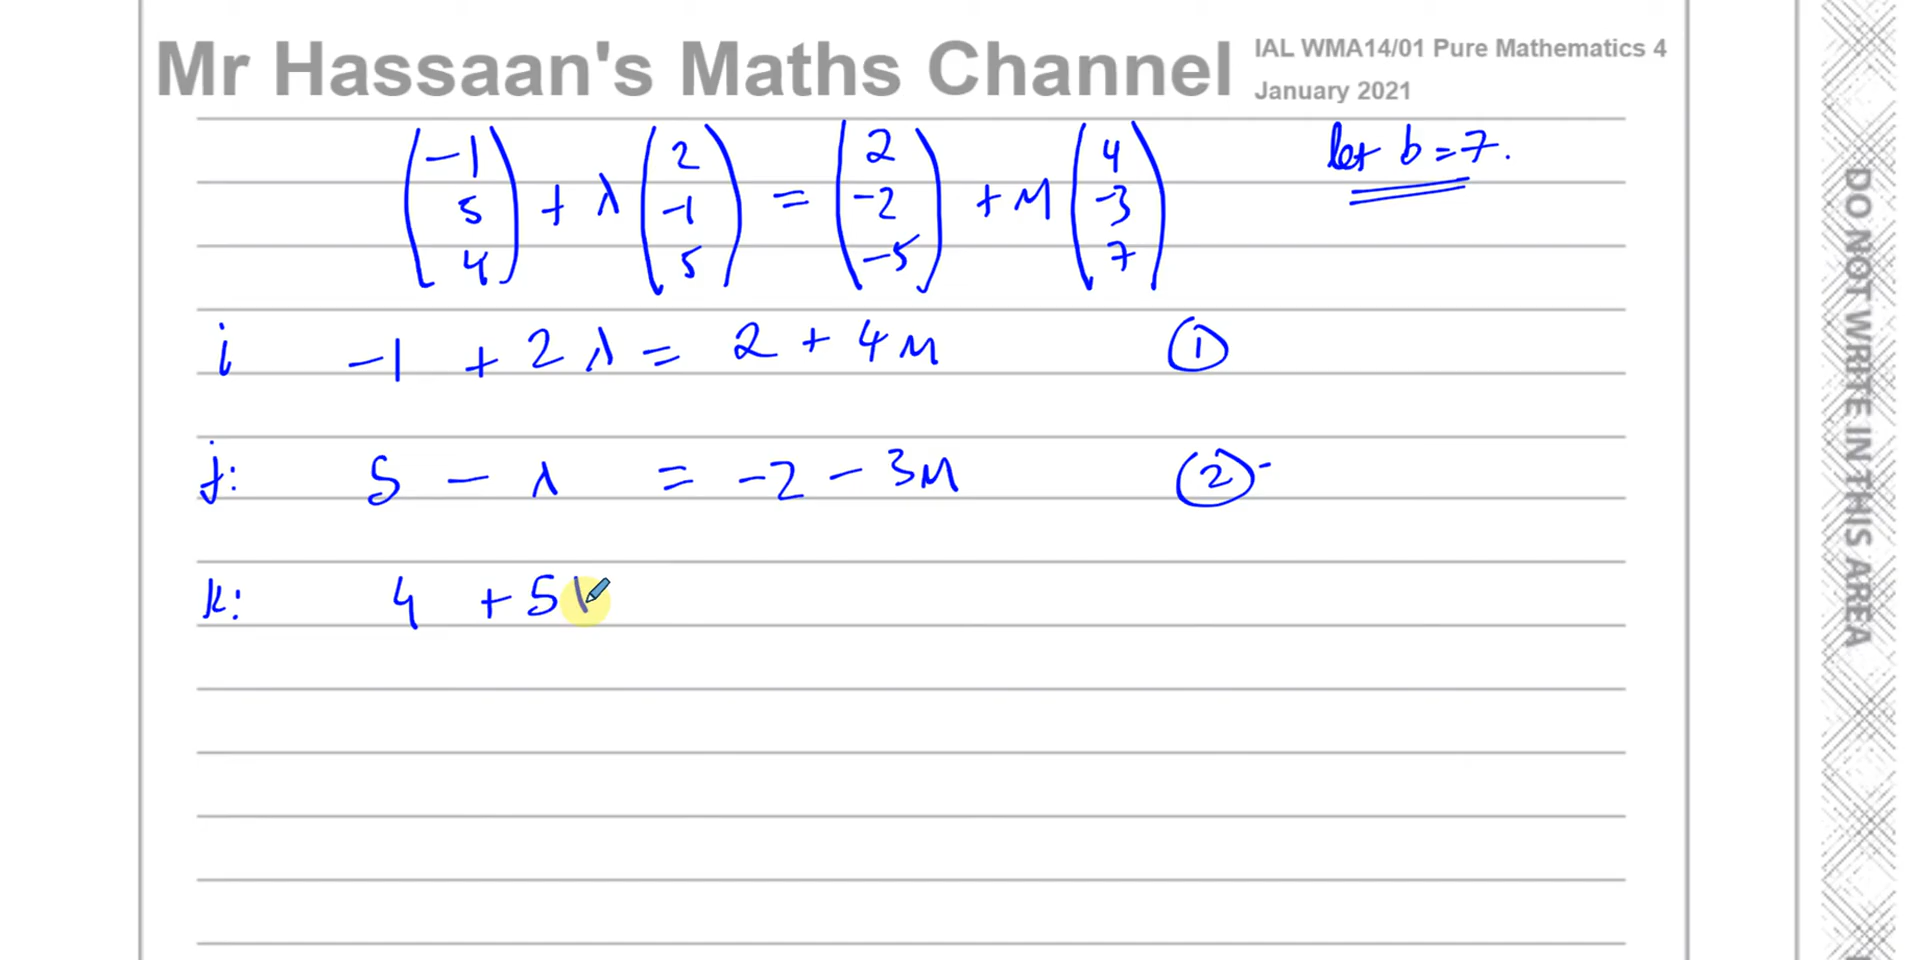 Mr Hassaan's Maths Channel
IAL WMA14/01 Pure Mathematics 4
January 2021
(-1 5 4) + λ (2 -1 5) = (2 -2 -5) + μ (4 -3 7)
let b = 7.
i -1 + 2λ = 2 + 4μ ①
j: 5 - λ = -2 - 3μ ②
k: 4 + 5
DO NOT WRITE IN THIS AREA